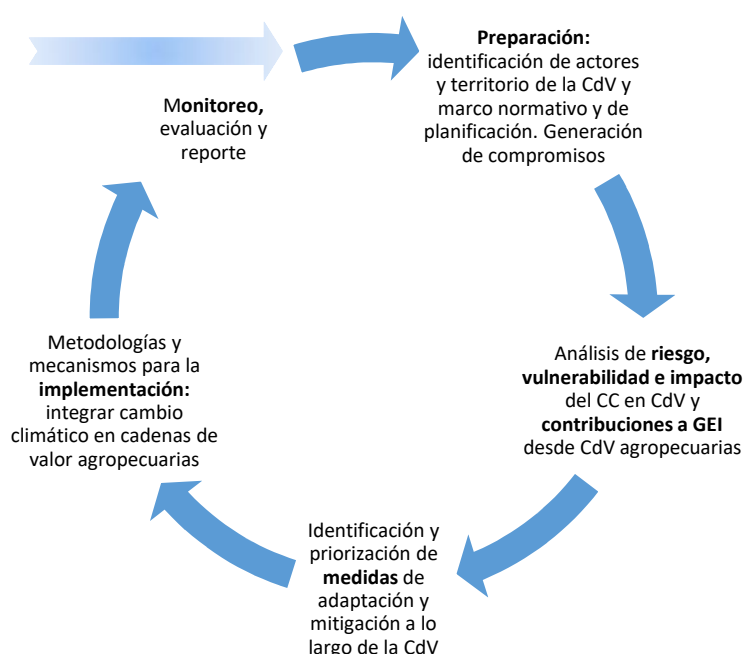 Preparación:
identificación de actores
y territorio de la CdV y
marco normativo y de
planificación. Generación
de compromisos
Análisis de riesgo,
vulnerabilidad e impacto
del CC en CdV y
contribuciones a GEI
desde CdV agropecuarias
Identificación y
priorización de
medidas de
adaptación y
mitigación a lo
largo de la CdV
Metodologías y
mecanismos para la
implementación:
integrar cambio
climático en cadenas de
valor agropecuarias
Monitoreo,
evaluación y
reporte